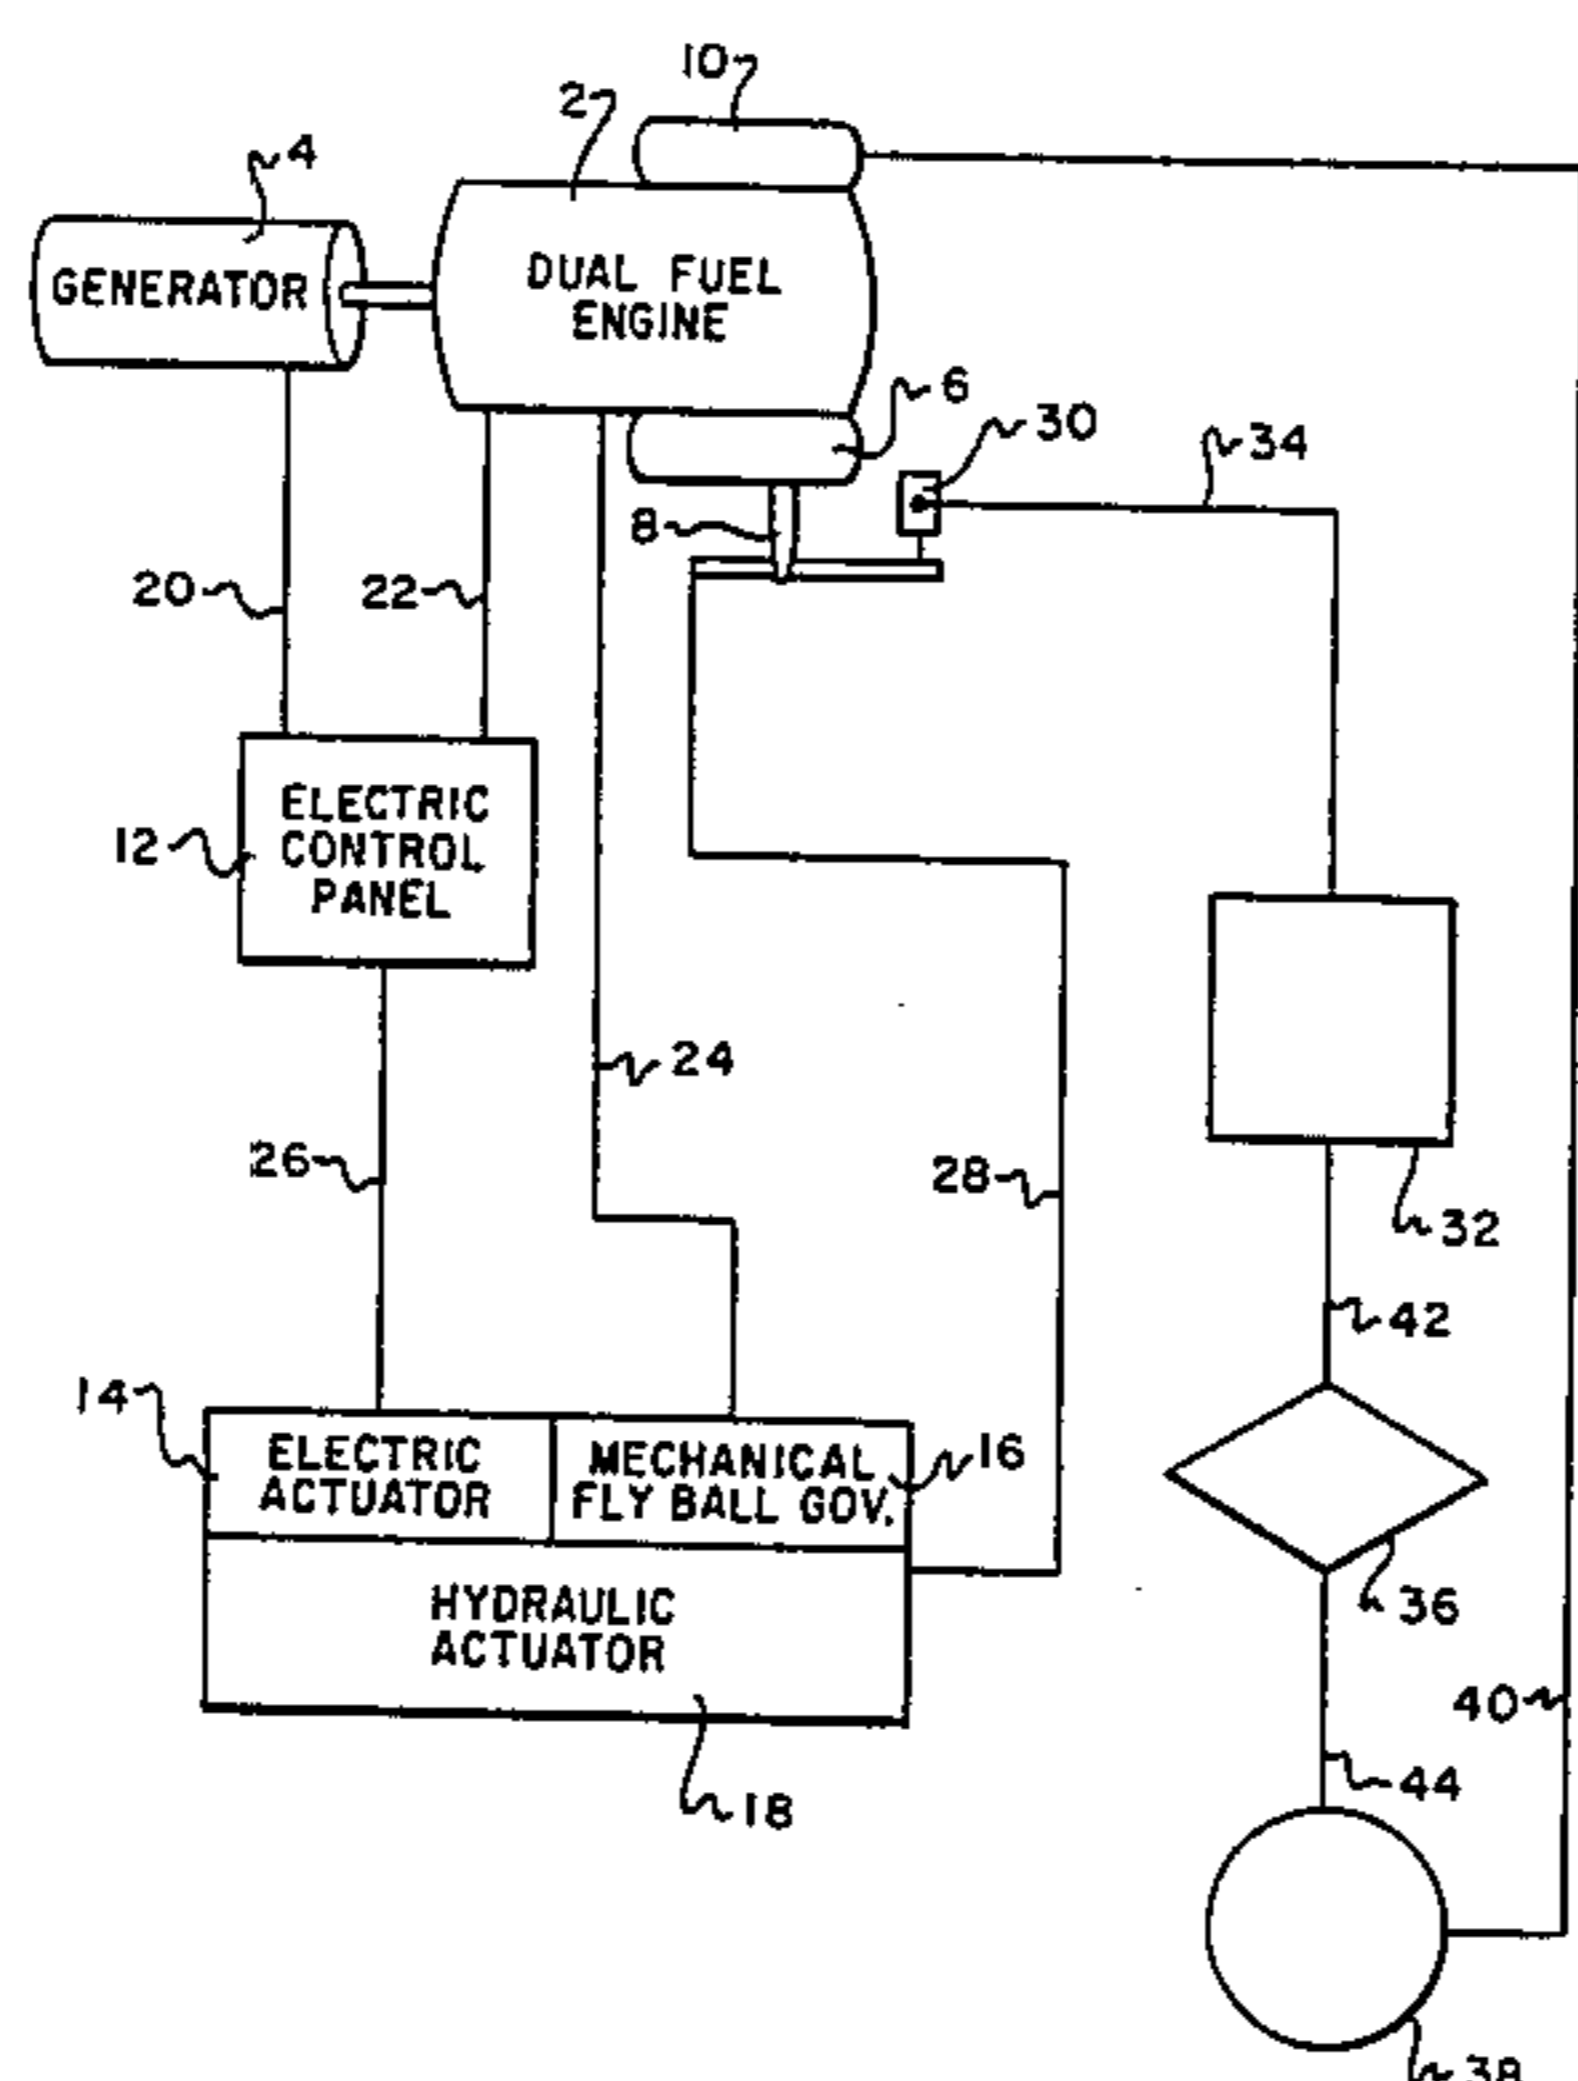 10
2
4
GENERATOR
DUAL FUEL
ENGINE
6
30
34
8
20
22
ELECTRIC
CONTROL
PANEL
12
24
26
28
32
42
14
ELECTRIC
ACTUATOR
MECHANICAL
FLY BALL GOV.
16
HYDRAULIC
ACTUATOR
36
40
44
18
38